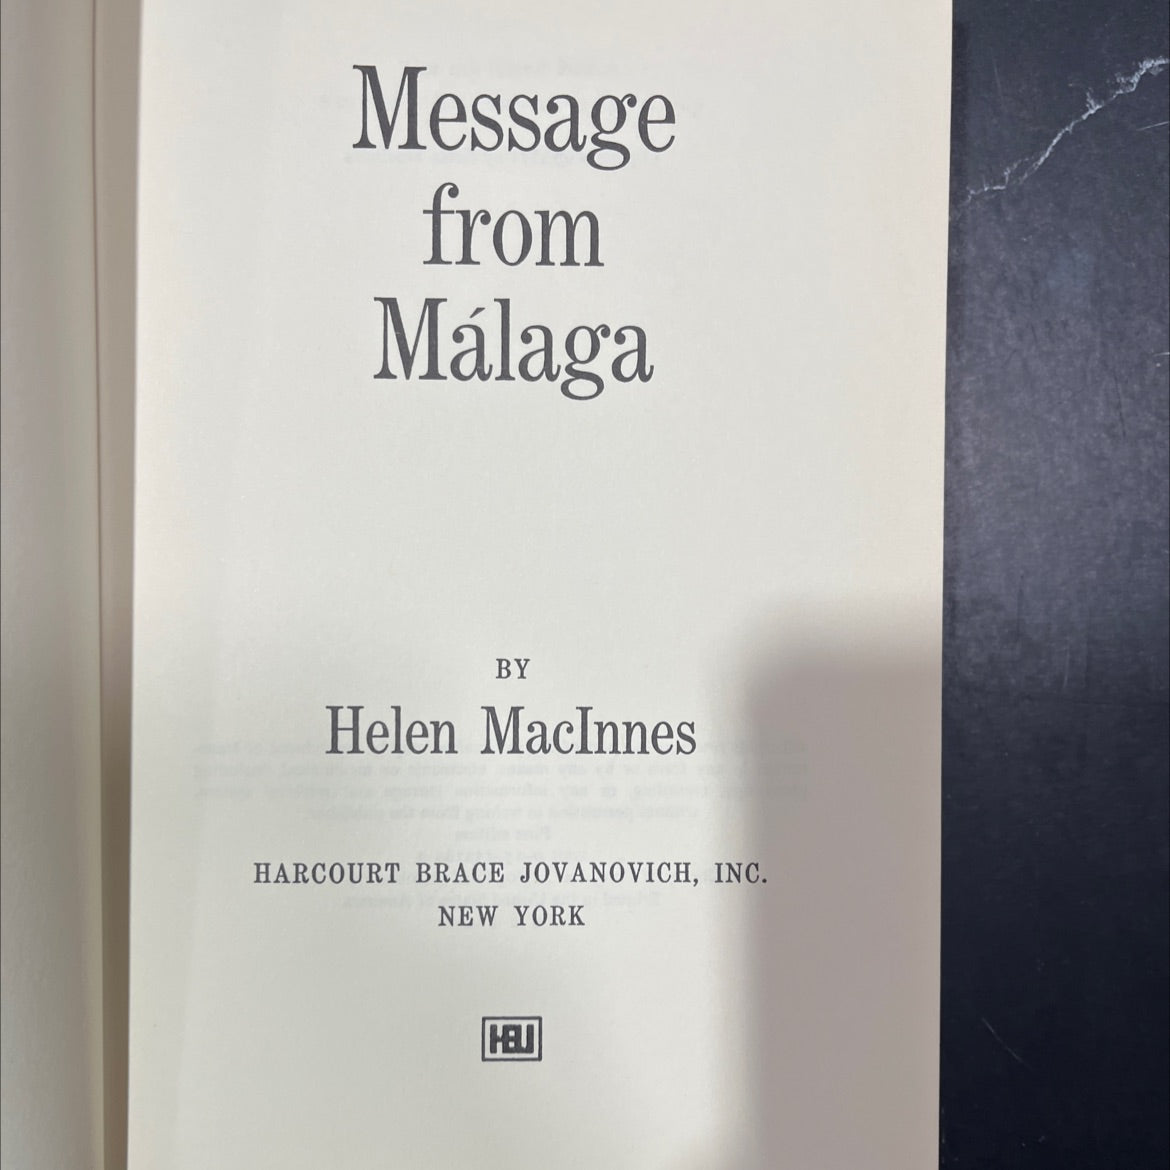 Message
from
Málaga
BY
Helen MacInnes
HARCOURT BRACE JOVANOVICH, INC.
NEW YORK
HBJ